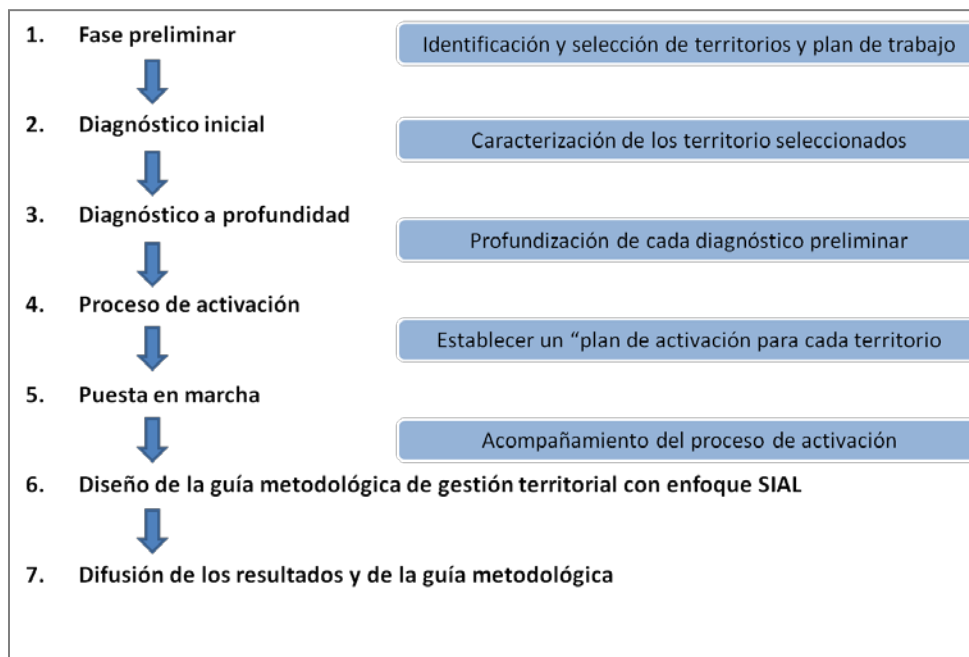 1. Fase preliminar
Identificación y selección de territorios y plan de trabajo
2. Diagnóstico inicial
Caracterización de los territorio seleccionados
3. Diagnóstico a profundidad
Profundización de cada diagnóstico preliminar
4. Proceso de activación
Establecer un “plan de activación para cada territorio
5. Puesta en marcha
Acompañamiento del proceso de activación
6. Diseño de la guía metodológica de gestión territorial con enfoque SIAL
7. Difusión de los resultados y de la guía metodológica